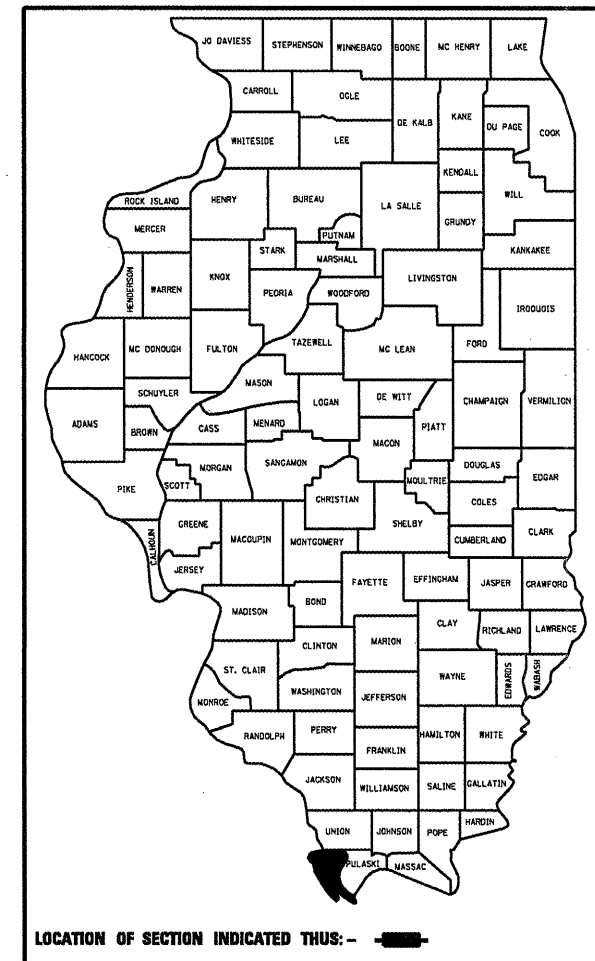 JO DAVIESS STEPHENSON WINNEBAGO BOONE MC HENRY LAKE
CARROLL OGLE DE KALB KANE DU PAGE COOK
WHITESIDE LEE KENDALL WILL
ROCK ISLAND HENRY BUREAU LA SALLE GRUNDY
MERCER PUTNAM KANKAKEE
HENDERSON WARREN KNOX STARK MARSHALL LIVINGSTON
PEORIA WOODFORD IROQUOIS
HANCOCK MC DONOUGH FULTON TAZEWELL MC LEAN FORD
SCHUYLER MASON LOGAN DE WITT CHAMPAIGN VERMILION
ADAMS BROWN CASS MENARD MACON PIATT
PIKE SCOTT MORGAN SANGAMON MOULTRIE DOUGLAS EDGAR
CHRISTIAN COLES
CALHOUN GREENE MACOUPIN MONTGOMERY SHELBY CUMBERLAND CLARK
JERSEY FAYETTE EFFINGHAM JASPER CRAWFORD
MADISON BOND CLAY RICHLAND LAWRENCE
CLINTON MARION
ST. CLAIR WASHINGTON JEFFERSON WAYNE EDWARDS WABASH
MONROE
RANDOLPH PERRY FRANKLIN HAMILTON WHITE
JACKSON WILLIAMSON SALINE GALLATIN
UNION JOHNSON POPE HARDIN
PULASKI MASSAC
LOCATION OF SECTION INDICATED THUS: -